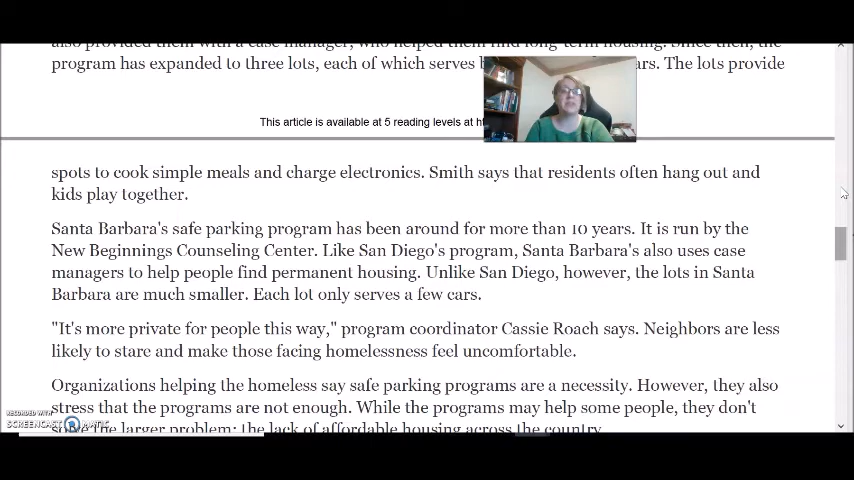 also provided them with a case manager, who helped them find long-term housing. Since then, the
program has expanded to three lots, each of which serves ars. The lots provide
This article is available at 5 reading levels at
spots to cook simple meals and charge electronics. Smith says that residents often hang out and
kids play together.
Santa Barbara's safe parking program has been around for more than 10 years. It is run by the
New Beginnings Counseling Center. Like San Diego's program, Santa Barbara's also uses case
managers to help people find permanent housing. Unlike San Diego, however, the lots in Santa
Barbara are much smaller. Each lot only serves a few cars.
"It's more private for people this way," program coordinator Cassie Roach says. Neighbors are less
likely to stare and make those facing homelessness feel uncomfortable.
Organizations helping the homeless say safe parking programs are a necessity. However, they also
stress that the programs are not enough. While the programs may help some people, they don't
solve the larger problem: the lack of affordable housing across the country.
RECORDED WITH
SCREENCAST MATIC